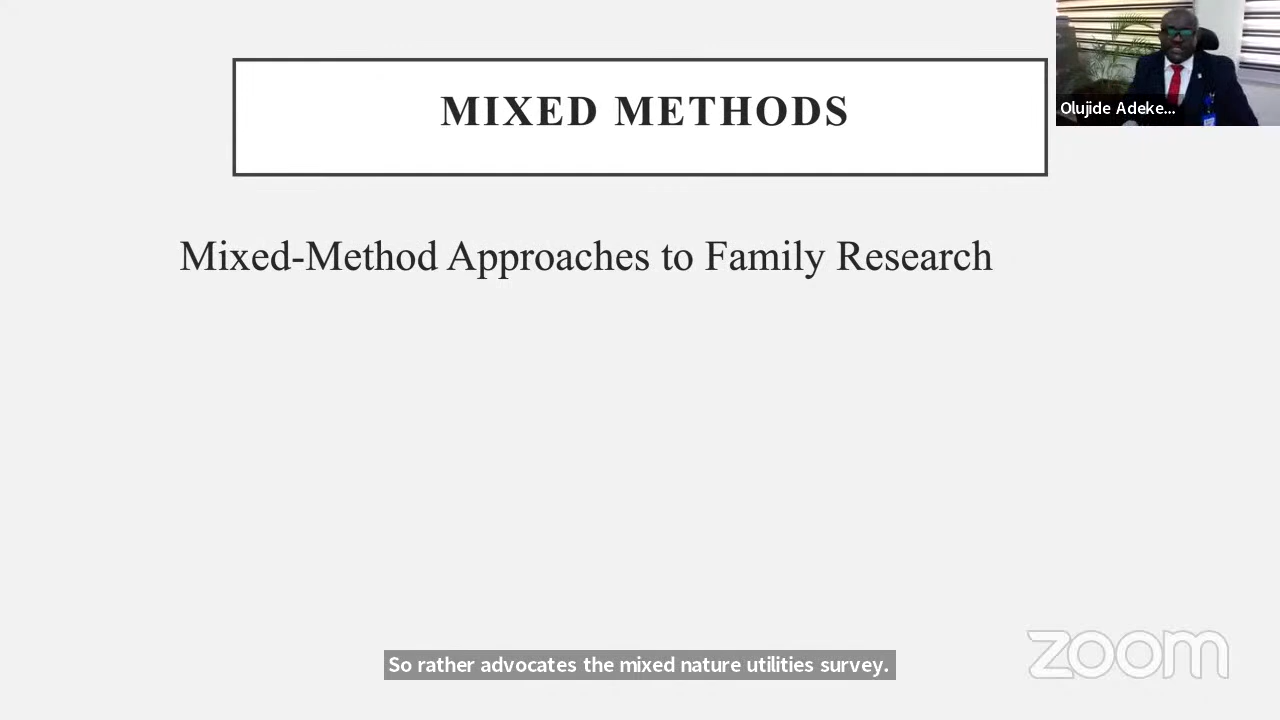 MIXED METHODS
Olujide Adeke...
Mixed-Method Approaches to Family Research
So rather advocates the mixed nature utilities survey.
zoom